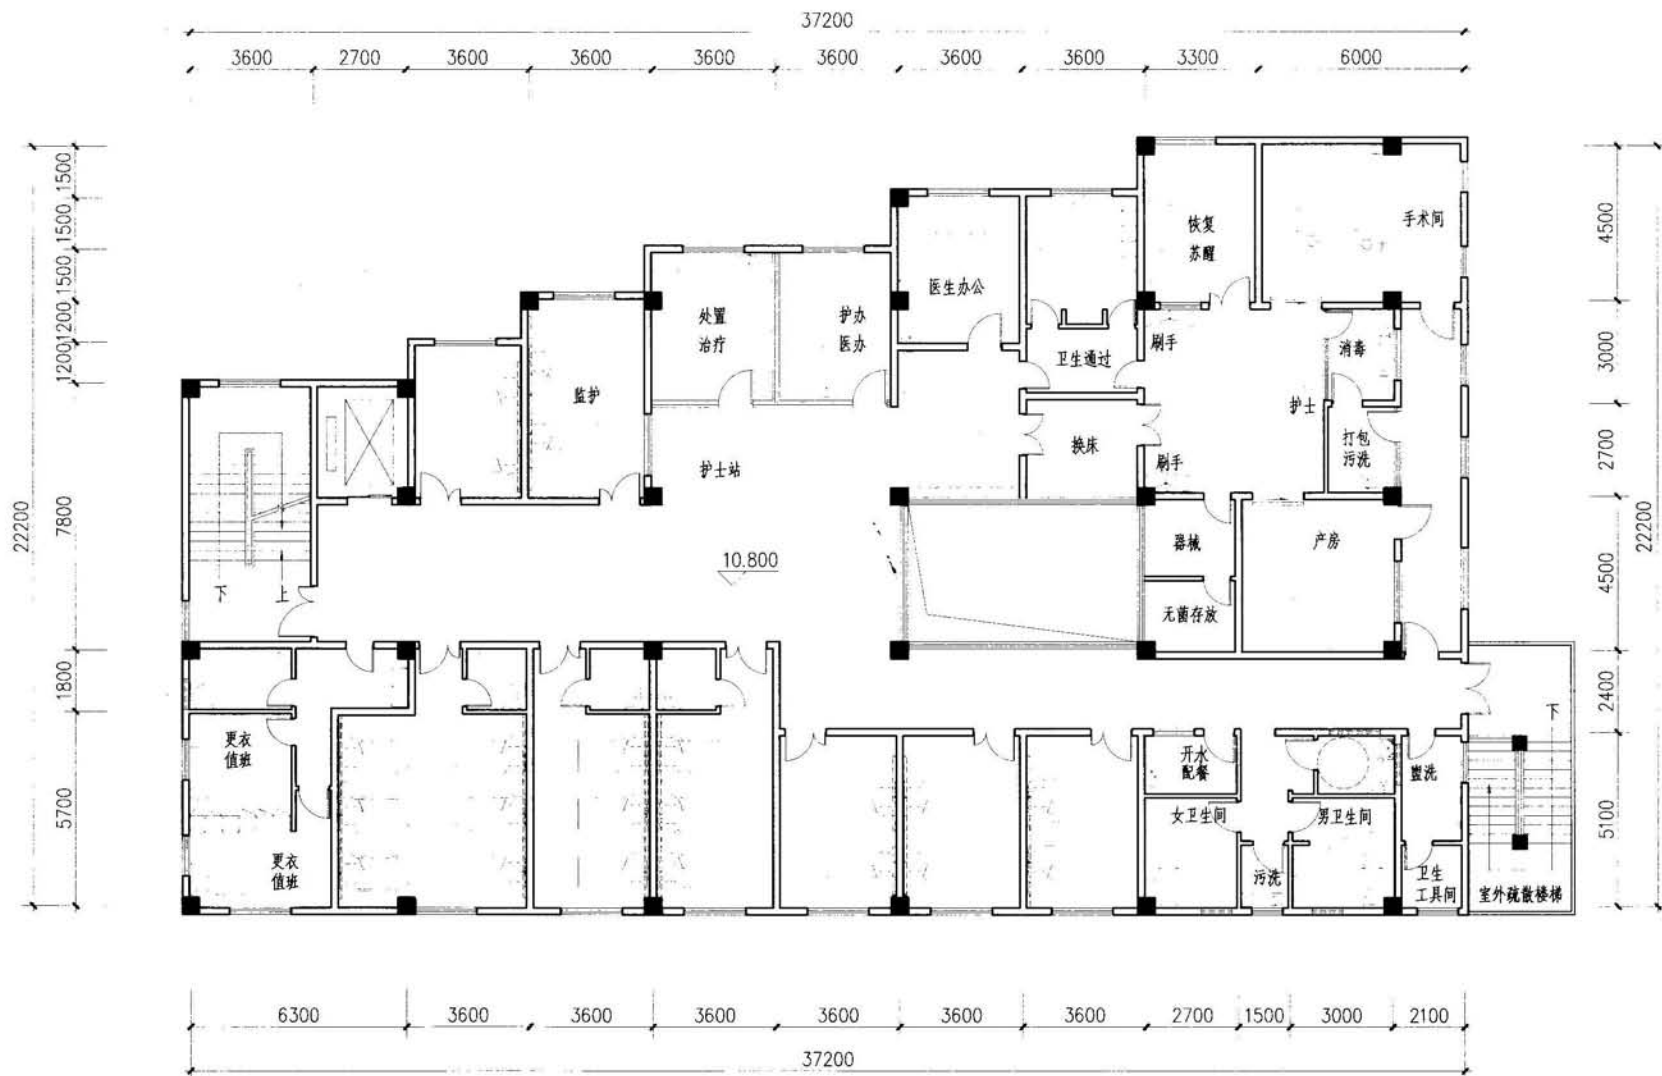 37200
3600 2700 3600 3600 3600 3600 3600 3600 3300 6000
22200
1500
1500
1500
1200
1200
7800
1800
5700
22200
4500
3000
2700
4500
2400
5100
恢复
苏醒
手术间
医生办公
处置
治疗
护办
医办
刷手
卫生通过
消毒
监护
护士
换床
打包
污洗
护士站
刷手
器械
产房
10.800
下
上
无菌存放
更衣
值班
更衣
值班
开水
配餐
盥洗
下
女卫生间
男卫生间
污洗
卫生
工具间
室外疏散楼梯
6300 3600 3600 3600 3600 3600 3600 2700 1500 3000 2100
37200